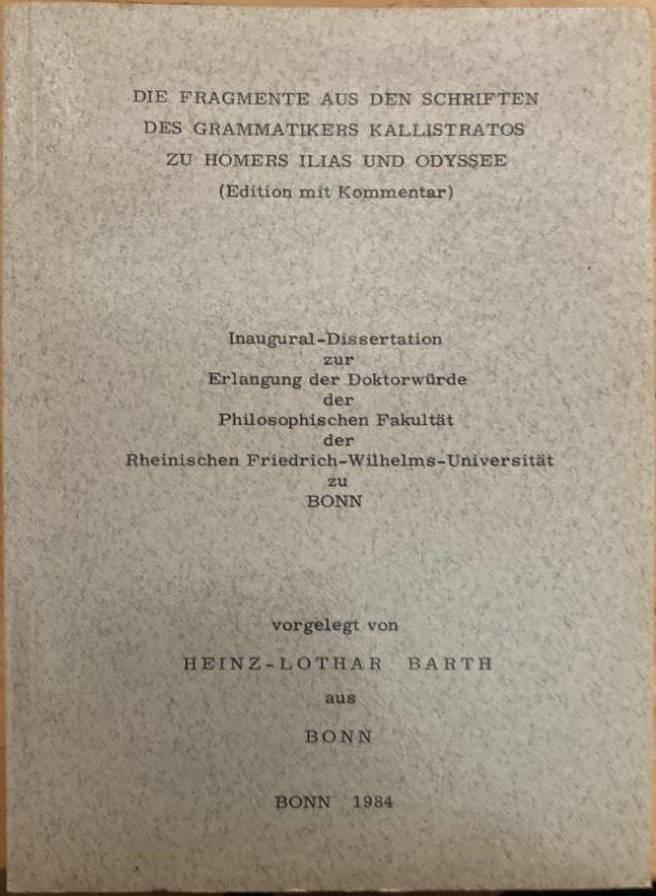 DIE FRAGMENTE AUS DEN SCHRIFTEN
DES GRAMMATIKERS KALLISTRATOS
ZU HOMERS ILIAS UND ODYSSEE
(Edition mit Kommentar)
Inaugural-Dissertation
zur
Erlangung der Doktorwürde
der
Philosophischen Fakultät
der
Rheinischen Friedrich-Wilhelms-Universität
zu
BONN
vorgelegt von
HEINZ-LOTHAR BARTH
aus
BONN
BONN 1984